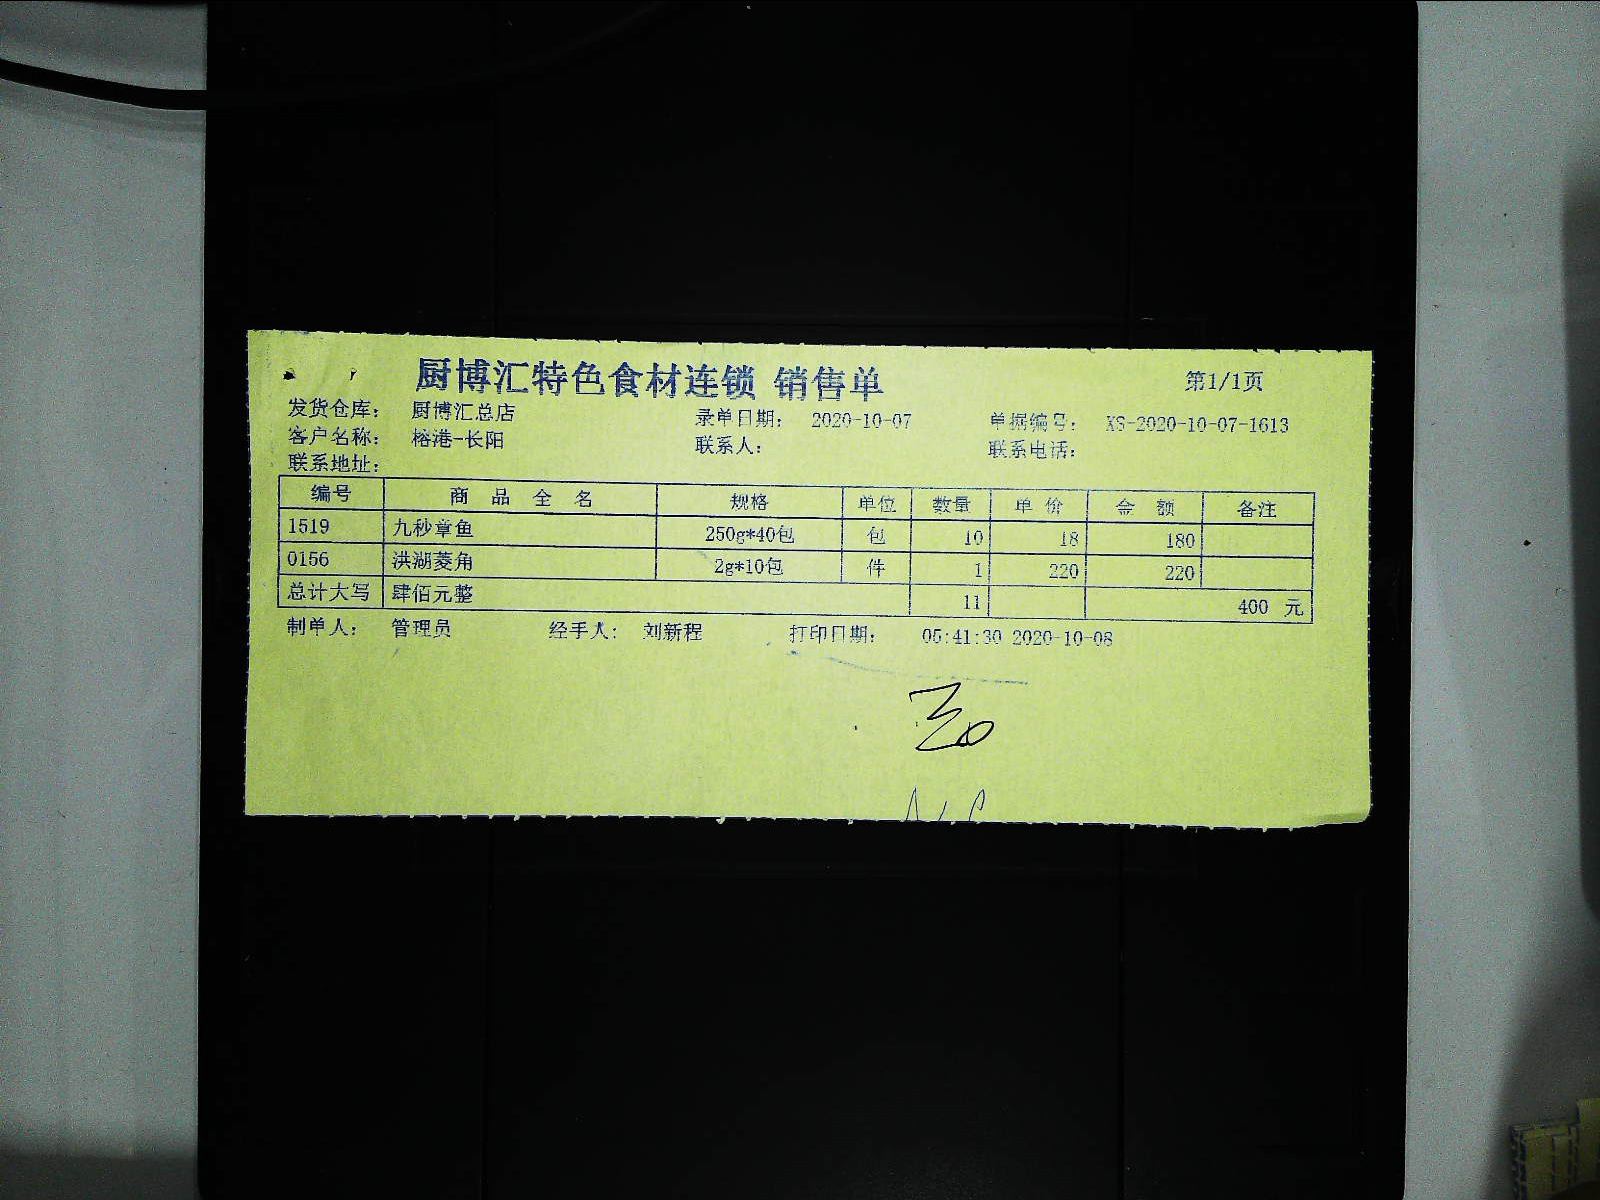 厨博汇特色食材连锁 销售单 第1/1页
发货仓库: 厨博汇总店 录单日期: 2020-10-07 单据编号: XS-2020-10-07-1613
客户名称: 榕港-长阳 联系人: 联系电话:
联系地址:
编号 商品全名 规格 单位 数量 单价 金额 备注
1519 九秒章鱼 250g*40包 包 10 18 180
0156 洪湖菱角 2g*10包 件 1 220 220
总计大写 肆佰元整 11 400 元
制单人: 管理员 经手人: 刘新程 打印日期: 05:41:30 2020-10-08